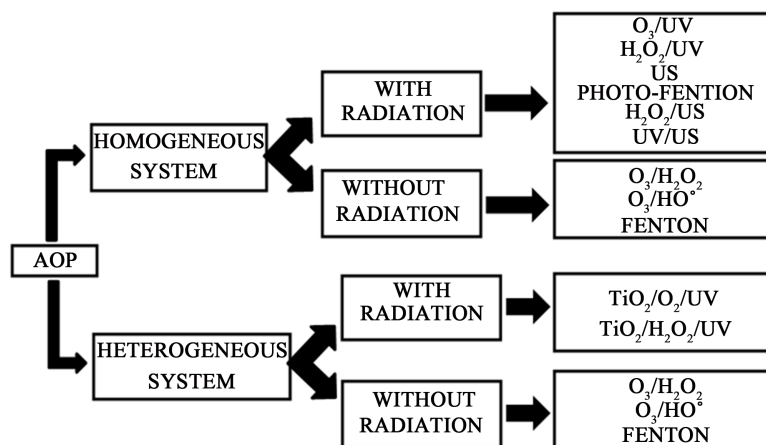 AOP
HOMOGENEOUS
SYSTEM
WITH
RADIATION
O₃/UV
H₂O₂/UV
US
PHOTO-FENTION
H₂O₂/US
UV/US
WITHOUT
RADIATION
O₃/H₂O₂
O₃/HO°
FENTON
HETEROGENEOUS
SYSTEM
WITH
RADIATION
TiO₂/O₂/UV
TiO₂/H₂O₂/UV
WITHOUT
RADIATION
O₃/H₂O₂
O₃/HO°
FENTON